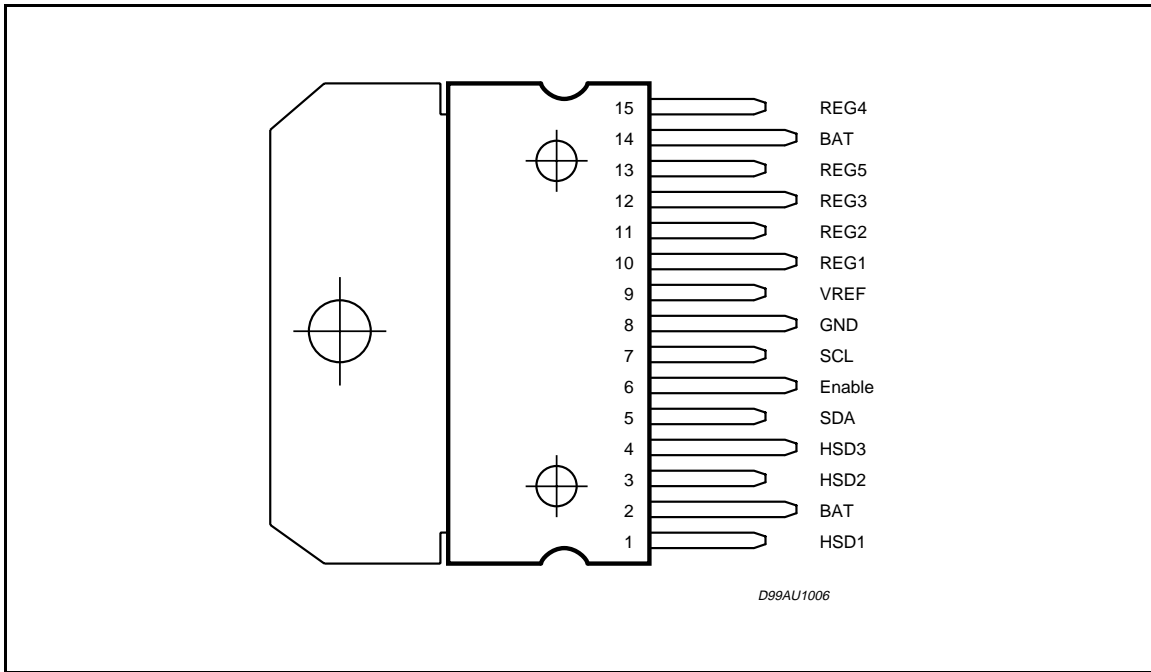 15 REG4
14 BAT
13 REG5
12 REG3
11 REG2
10 REG1
9 VREF
8 GND
7 SCL
6 Enable
5 SDA
4 HSD3
3 HSD2
2 BAT
1 HSD1
D99AU1006